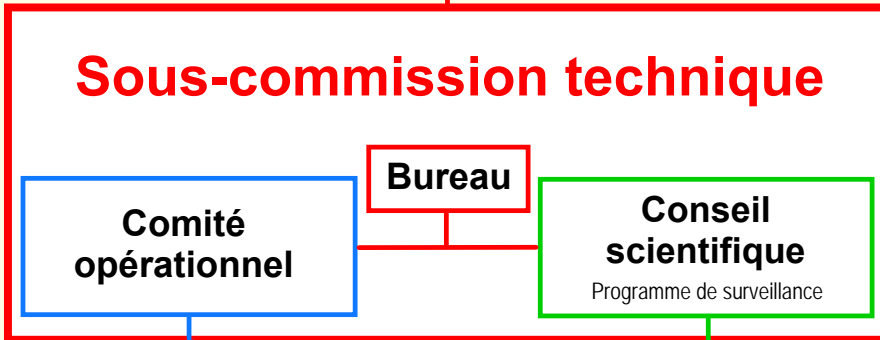 Sous-commission technique
Bureau
Comité
opérationnel
Conseil
scientifique
Programme de surveillance